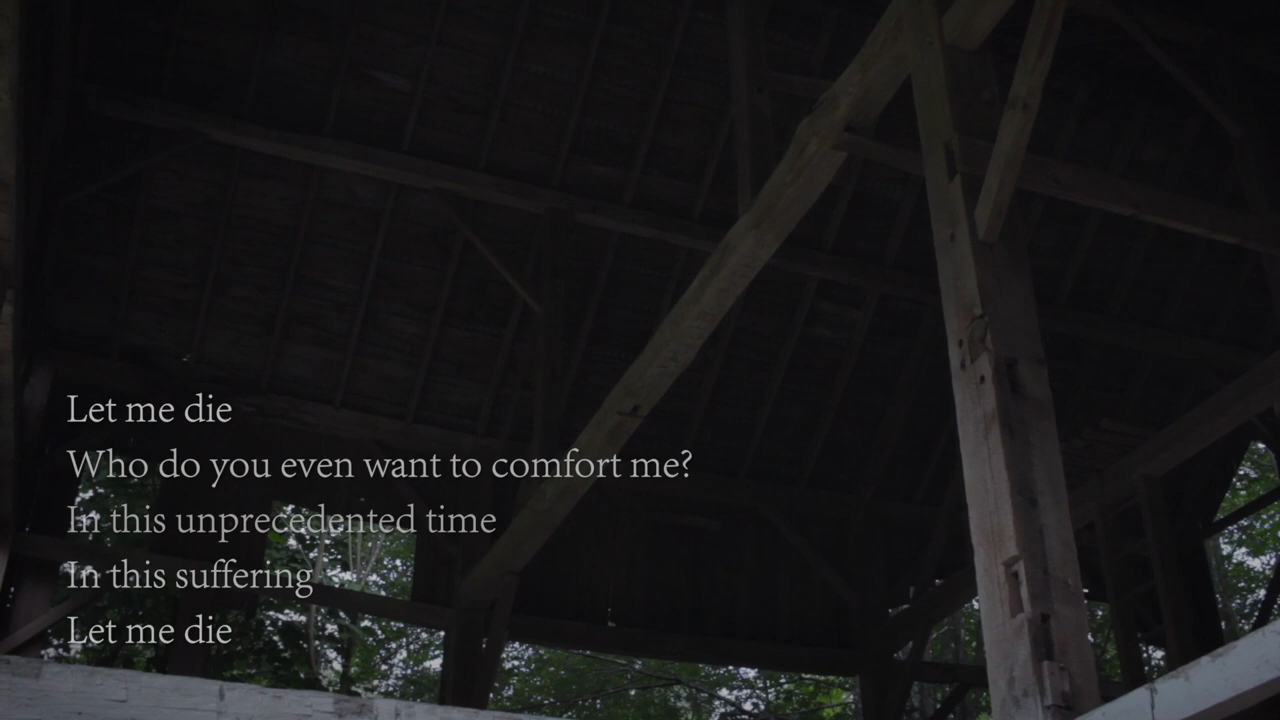 Let me die
Who do you even want to comfort me?
In this unprecedented time
In this suffering
Let me die